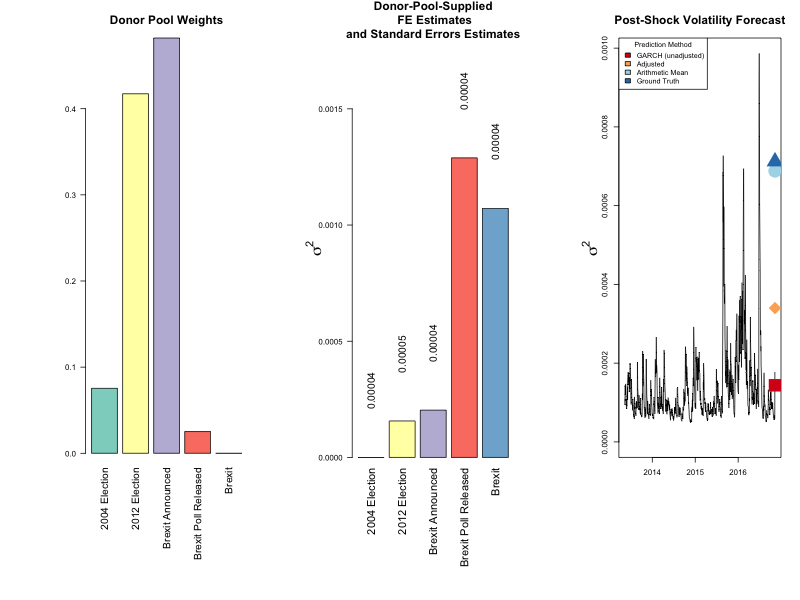 Donor Pool Weights
0.4
0.3
0.2
0.1
0.0
2004 Election
2012 Election
Brexit Announced
Brexit Poll Released
Brexit
Donor-Pool-Supplied
FE Estimates
and Standard Errors Estimates
σ²
0.0015
0.0010
0.0005
0.0000
0.00004
0.00005
0.00004
0.00004
0.00004
2004 Election
2012 Election
Brexit Announced
Brexit Poll Released
Brexit
Post-Shock Volatility Forecast
σ²
0.0010
0.0008
0.0006
0.0004
0.0002
0.0000
Prediction Method
GARCH (unadjusted)
Adjusted
Arithmetic Mean
Ground Truth
2014
2015
2016